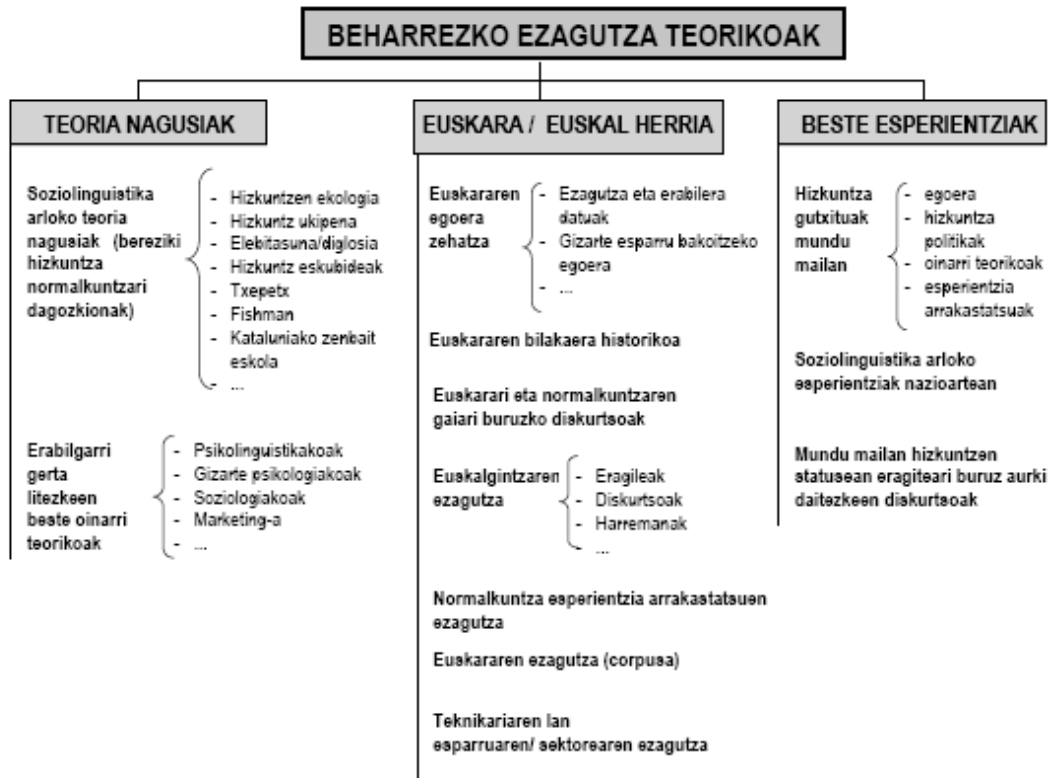 BEHARREZKO EZAGUTZA TEORIKOAK
TEORIA NAGUSIAK
Soziolinguistika
arloko teoria
nagusiak (bereziki
hizkuntza
normalkuntzari
dagozkionak)
- Hizkuntzen ekologia
- Hizkuntz ukipena
- Elebitasuna/diglosia
- Hizkuntz eskubideak
- Txepetx
- Fishman
- Kataluniako zenbait
eskola
- ...
Erabilgarri
gerta
litezkeen
beste oinarri
teorikoak
- Psikolinguistikakoak
- Gizarte psikologiakoak
- Soziologiakoak
- Marketing-a
- ...
EUSKARA / EUSKAL HERRIA
Euskararen
egoera
zehatza
- Ezagutza eta erabilera
datuak
- Gizarte esparru bakoitzeko
egoera
- ...
Euskararen bilakaera historikoa
Euskarari eta normalkuntzaren
gaiari buruzko diskurtsoak
Euskalgintzaren
ezagutza
- Eragileak
- Diskurtsoak
- Harremanak
- ...
Normalkuntza esperientzia arrakastatsuen
ezagutza
Euskararen ezagutza (corpusa)
Teknikariaren lan
esparruaren/ sektorearen ezagutza
BESTE ESPERIENTZIAK
Hizkuntza
gutxituak
mundu
mailan
- egoera
- hizkuntza
politikak
- oinarri teorikoak
- esperientzia
arrakastatsuak
Soziolinguistika arloko
esperientziak nazioartean
Mundu mailan hizkuntzen
statusean eragiteari buruz aurki
daitezkeen diskurtsoak